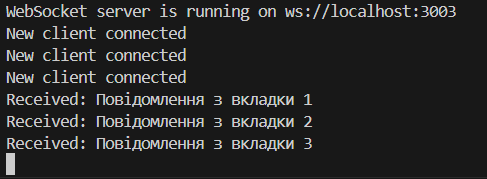 WebSocket server is running on ws://localhost:3003
New client connected
New client connected
New client connected
Received: Повідомлення з вкладки 1
Received: Повідомлення з вкладки 2
Received: Повідомлення з вкладки 3